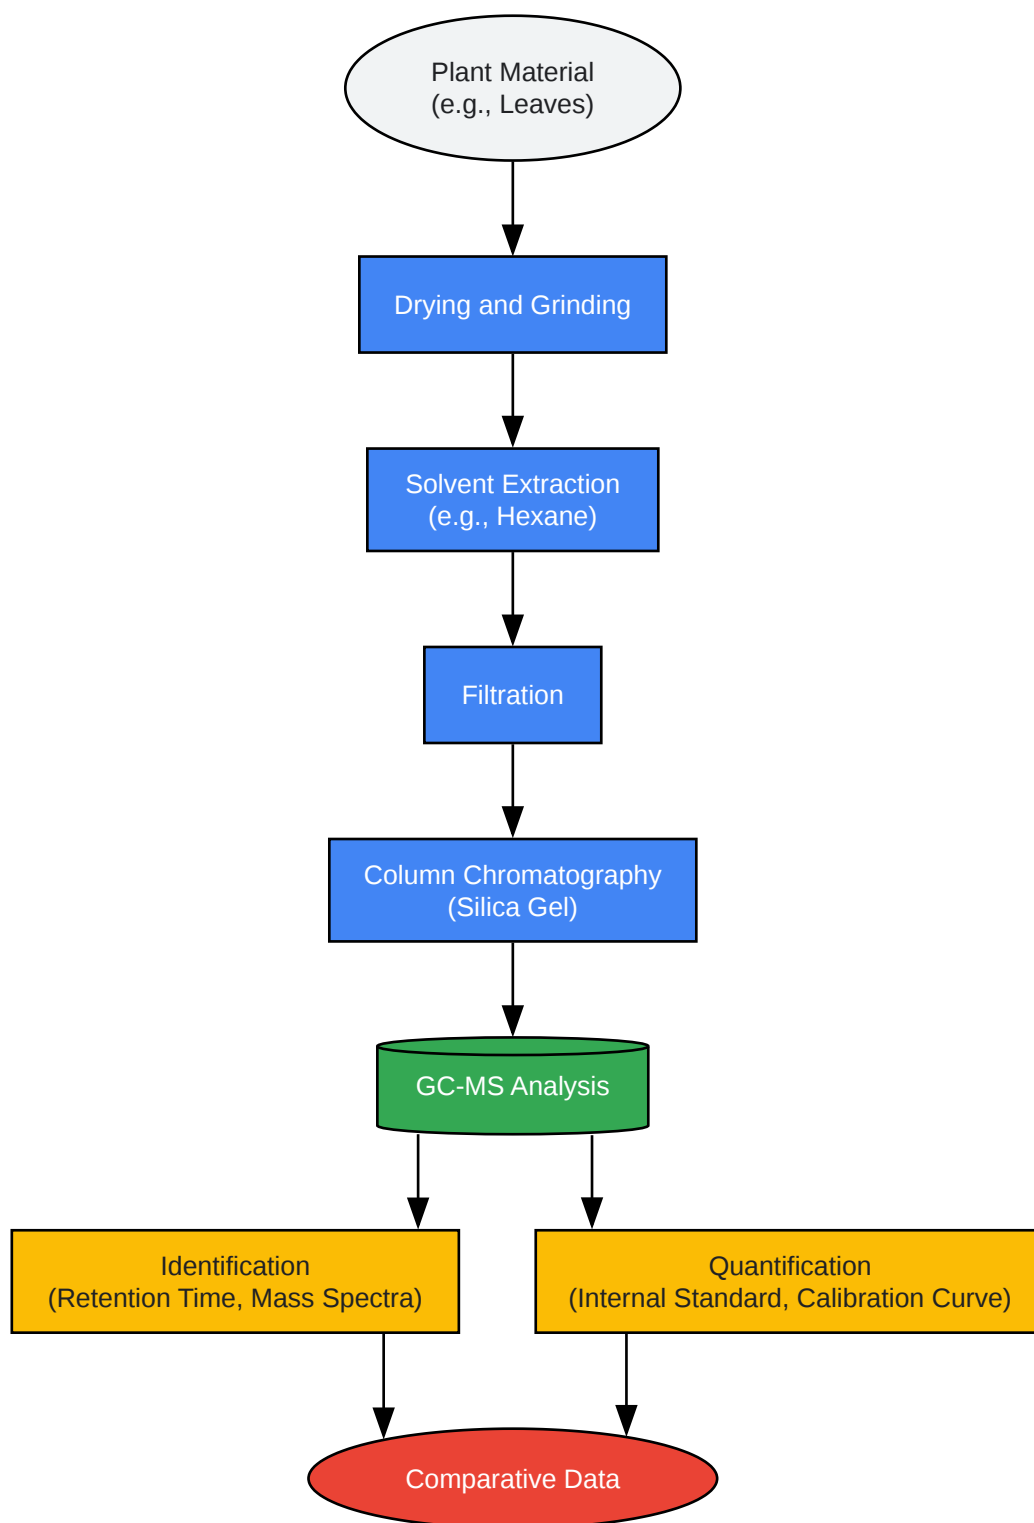 Plant Material
(e.g., Leaves)
Drying and Grinding
Solvent Extraction
(e.g., Hexane)
Filtration
Column Chromatography
(Silica Gel)
GC-MS Analysis
Identification
(Retention Time, Mass Spectra)
Quantification
(Internal Standard, Calibration Curve)
Comparative Data